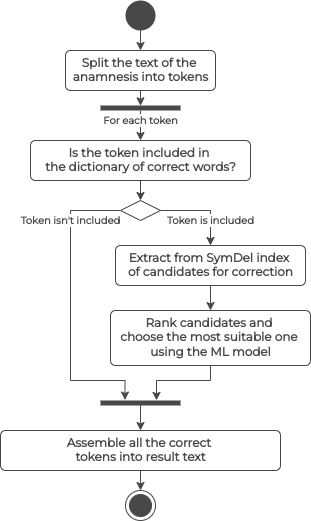 Split the text of the
anamnesis into tokens
For each token
Is the token included in
the dictionary of correct words?
Token isn't included
Token is included
Extract from SymDel index
of candidates for correction
Rank candidates and
choose the most suitable one
using the ML model
Assemble all the correct
tokens into result text